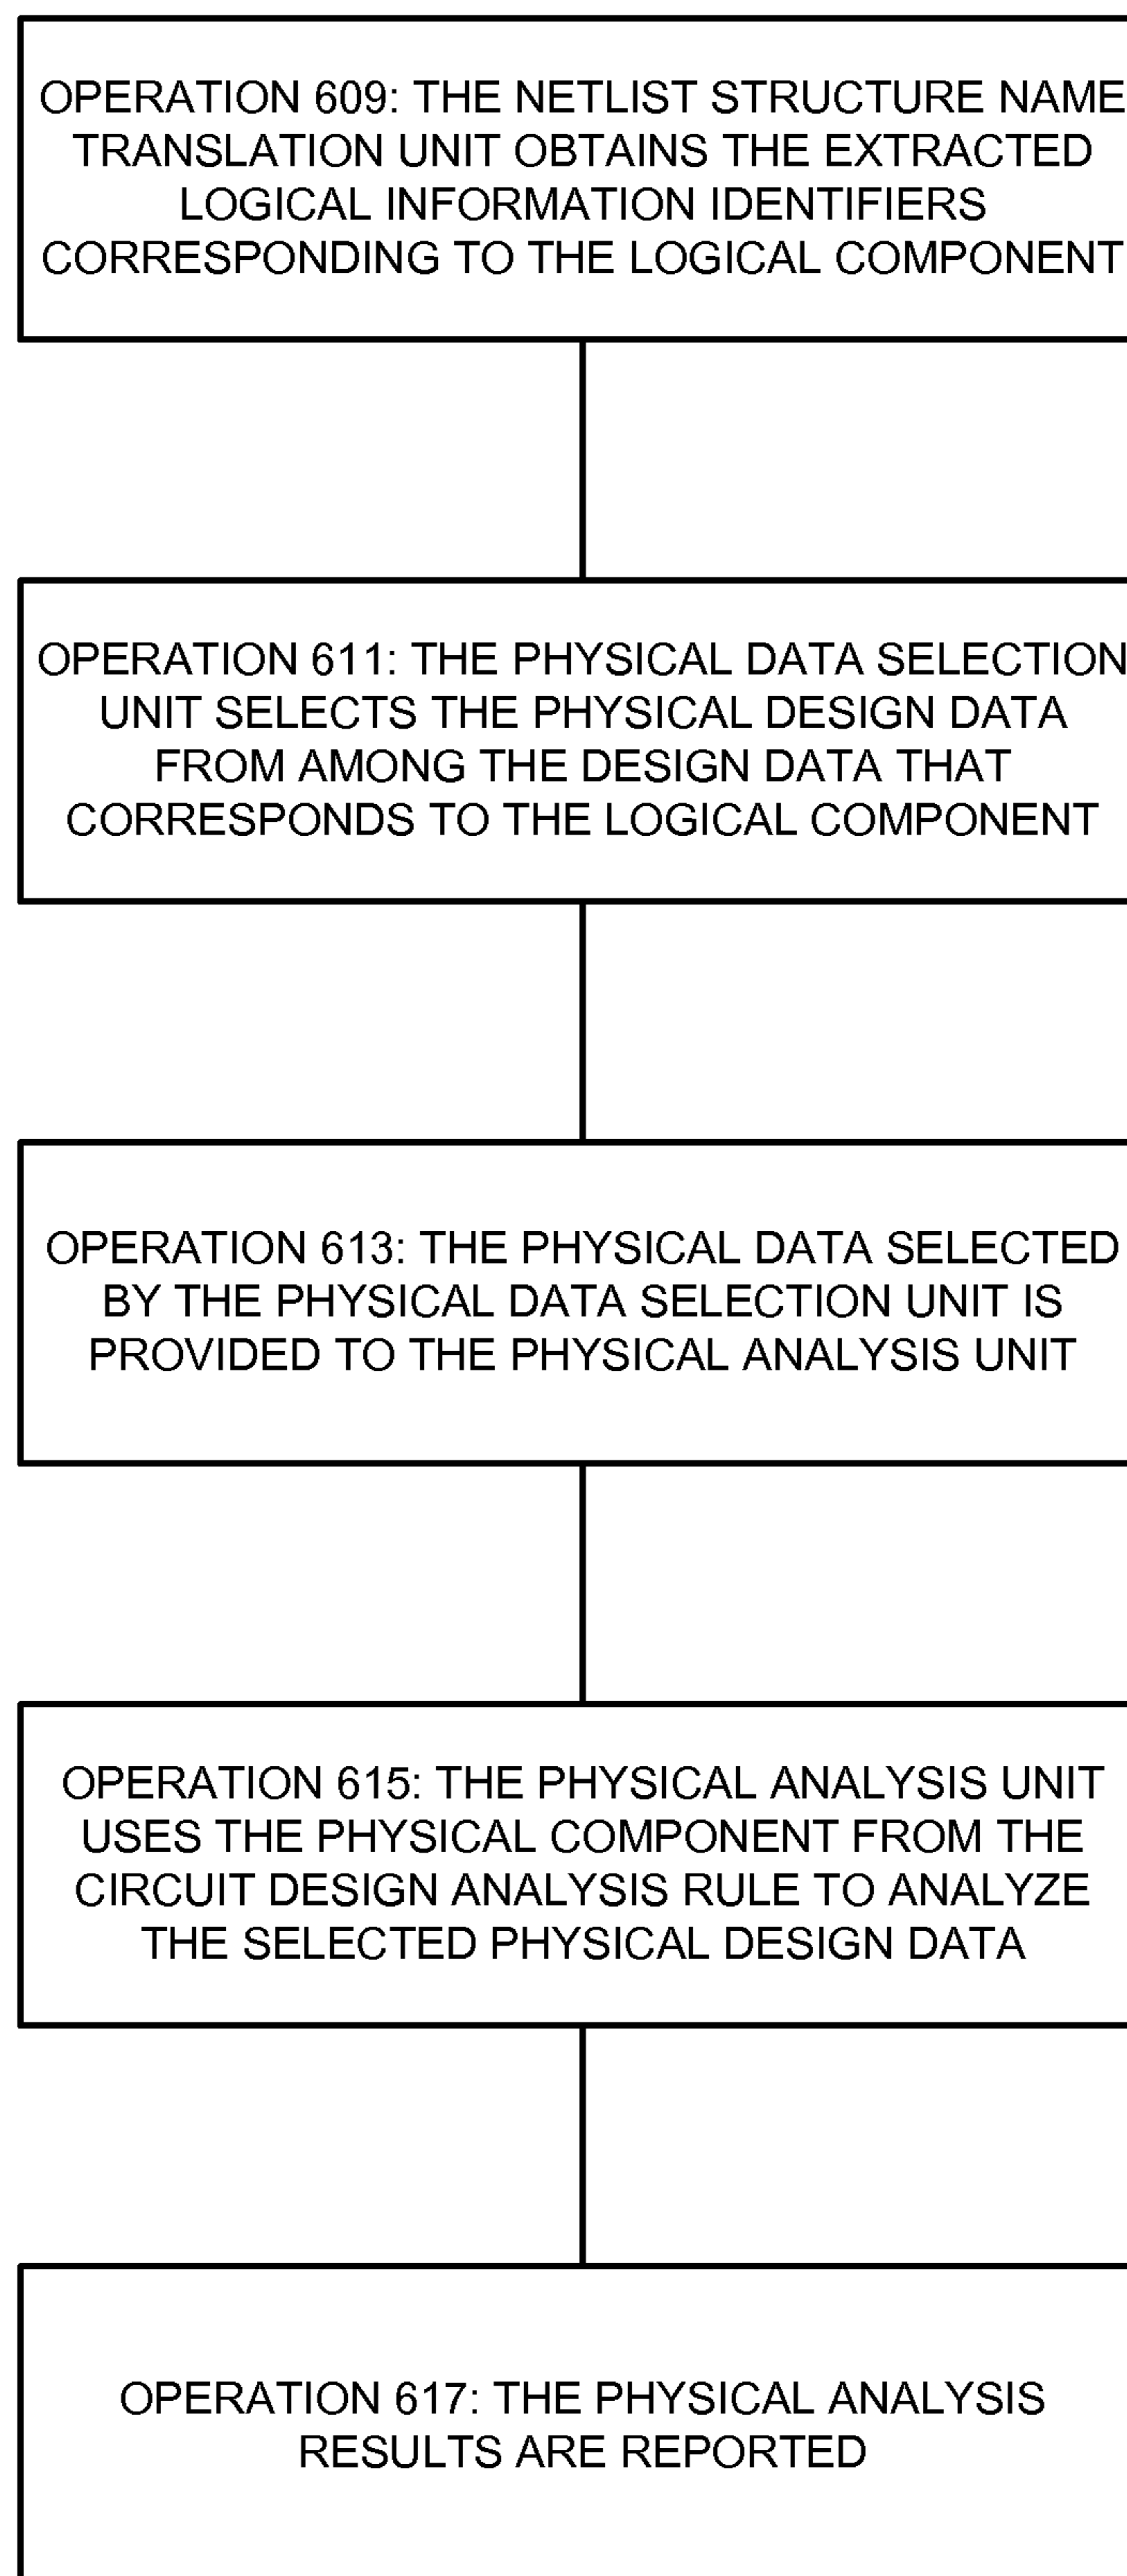 OPERATION 609: THE NETLIST STRUCTURE NAME
TRANSLATION UNIT OBTAINS THE EXTRACTED
LOGICAL INFORMATION IDENTIFIERS
CORRESPONDING TO THE LOGICAL COMPONENT
OPERATION 611: THE PHYSICAL DATA SELECTION
UNIT SELECTS THE PHYSICAL DESIGN DATA
FROM AMONG THE DESIGN DATA THAT
CORRESPONDS TO THE LOGICAL COMPONENT
OPERATION 613: THE PHYSICAL DATA SELECTED
BY THE PHYSICAL DATA SELECTION UNIT IS
PROVIDED TO THE PHYSICAL ANALYSIS UNIT
OPERATION 615: THE PHYSICAL ANALYSIS UNIT
USES THE PHYSICAL COMPONENT FROM THE
CIRCUIT DESIGN ANALYSIS RULE TO ANALYZE
THE SELECTED PHYSICAL DESIGN DATA
OPERATION 617: THE PHYSICAL ANALYSIS
RESULTS ARE REPORTED